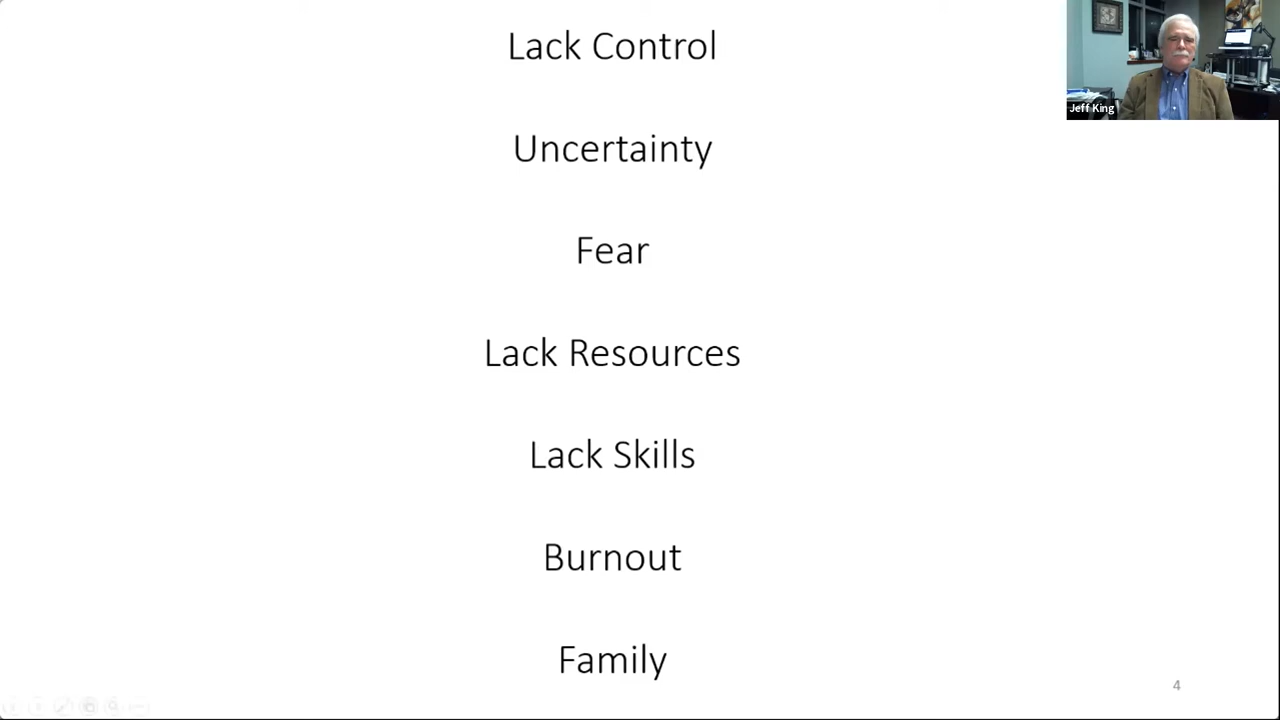 Lack Control
Jeff King
Uncertainty
Fear
Lack Resources
Lack Skills
Burnout
Family
4